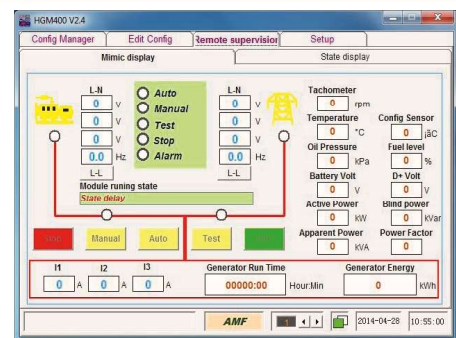 HGM400 V2.4
Config Manager Edit Config Remote supervision Setup
Mimic display State display
L-N Auto L-N Tachometer
0 V Manual 0 V 0 rpm
0 V Test 0 V Temperature Config Sensor
0 V Stop 0 V 0 °C 0 ¡ãC
0.0 Hz Alarm 0.0 Hz Oil Pressure Fuel level
L-L L-L 0 kPa 0 %
Module runing state Battery Volt D+ Volt
State delay 0 V 0 V
Active Power Blind power
0 kW 0 kVar
Manual Auto Test Apparent Power Power Factor
0 kVA 0
I1 I2 I3 Generator Run Time Generator Energy
0 A 0 A 0 A 00000:00 Hour:Min 0 kWh
AMF 1 2014-04-28 10:55:00